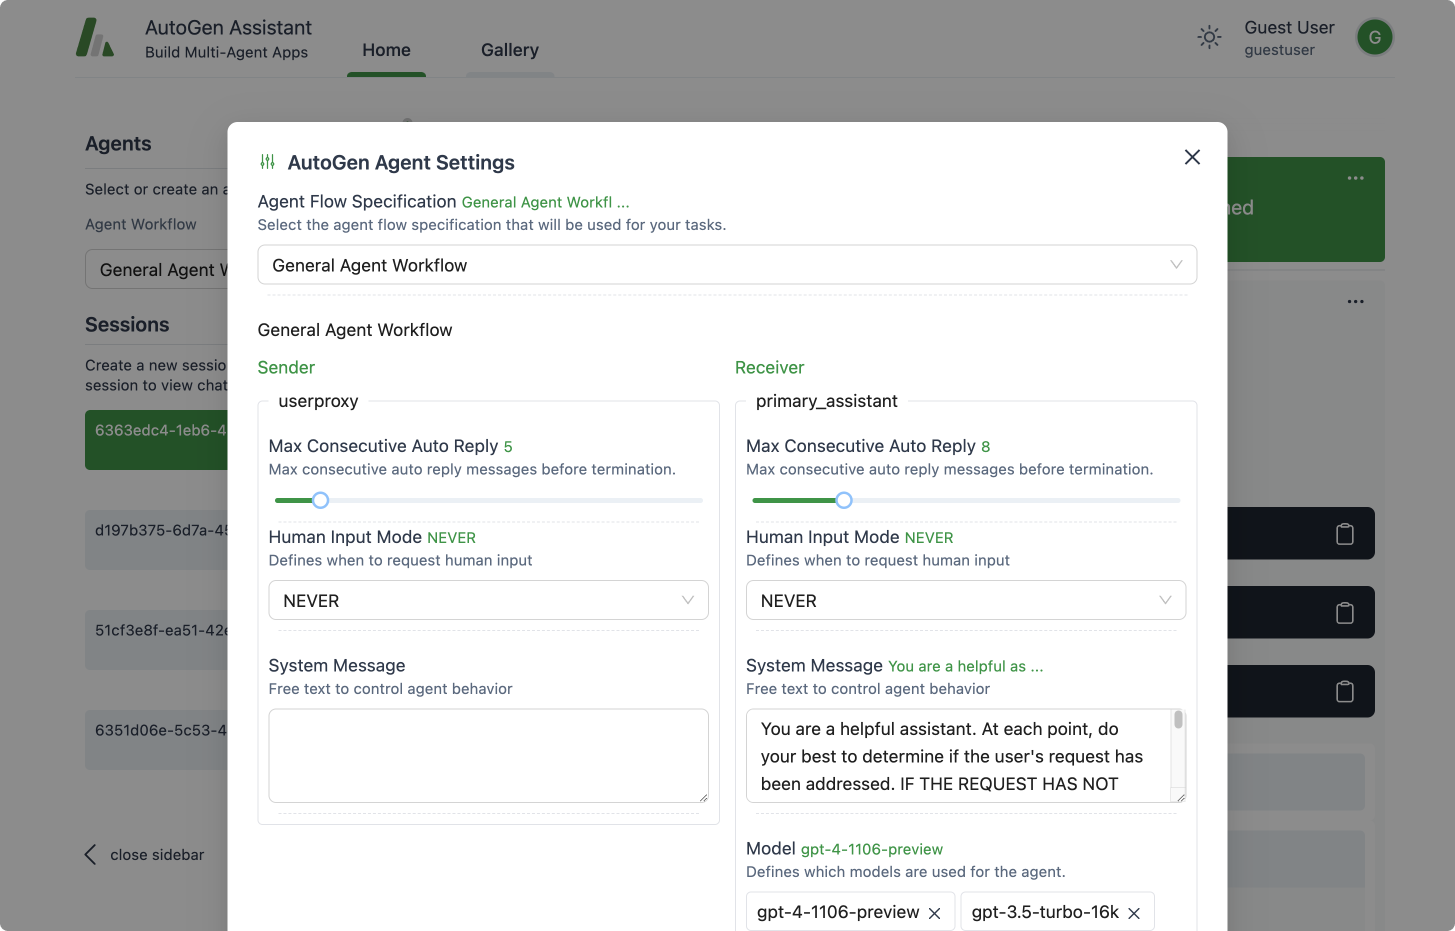 AutoGen Assistant
Build Multi-Agent Apps
Home
Gallery
Guest User
guestuser
G
Agents
Select or create an a
Agent Workflow
General Agent W
Sessions
Create a new sessio
session to view chat
6363edc4-1eb6-4
d197b375-6d7a-45
51cf3e8f-ea51-42e
6351d06e-5c53-4
close sidebar
ned
AutoGen Agent Settings
Agent Flow Specification General Agent Workfl ...
Select the agent flow specification that will be used for your tasks.
General Agent Workflow
General Agent Workflow
Sender
userproxy
Max Consecutive Auto Reply 5
Max consecutive auto reply messages before termination.
Human Input Mode NEVER
Defines when to request human input
NEVER
System Message
Free text to control agent behavior
Receiver
primary_assistant
Max Consecutive Auto Reply 8
Max consecutive auto reply messages before termination.
Human Input Mode NEVER
Defines when to request human input
NEVER
System Message You are a helpful as ...
Free text to control agent behavior
You are a helpful assistant. At each point, do
your best to determine if the user's request has
been addressed. IF THE REQUEST HAS NOT
Model gpt-4-1106-preview
Defines which models are used for the agent.
gpt-4-1106-preview
gpt-3.5-turbo-16k